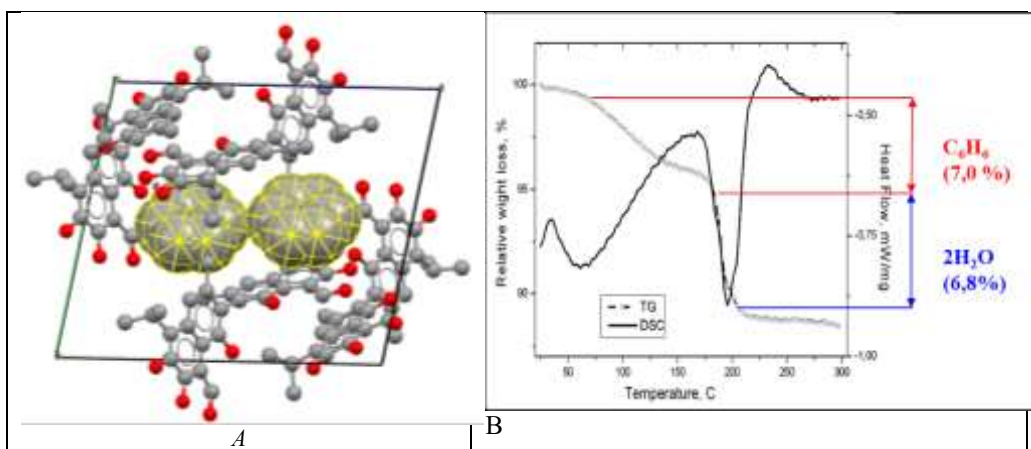 B
100
95
90
Relative wight loss, %
TG
DSC
50
100
150
200
250
300
Temperature, C
-0,50
-0,75
-1,00
Heat Flow, mW/mg
C₆H₆
(7,0 %)
2H₂O
(6,8%)
A